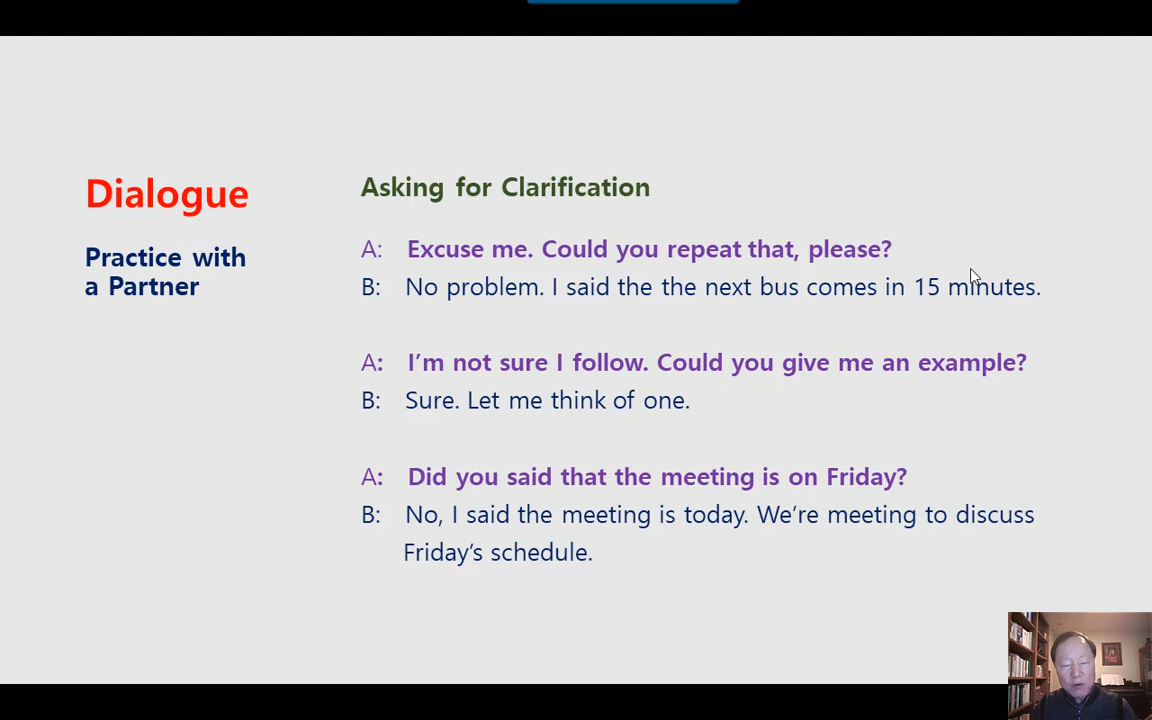 Dialogue
Practice with
a Partner
Asking for Clarification
A: Excuse me. Could you repeat that, please?
B: No problem. I said the the next bus comes in 15 minutes.
A: I’m not sure I follow. Could you give me an example?
B: Sure. Let me think of one.
A: Did you said that the meeting is on Friday?
B: No, I said the meeting is today. We’re meeting to discuss
Friday’s schedule.